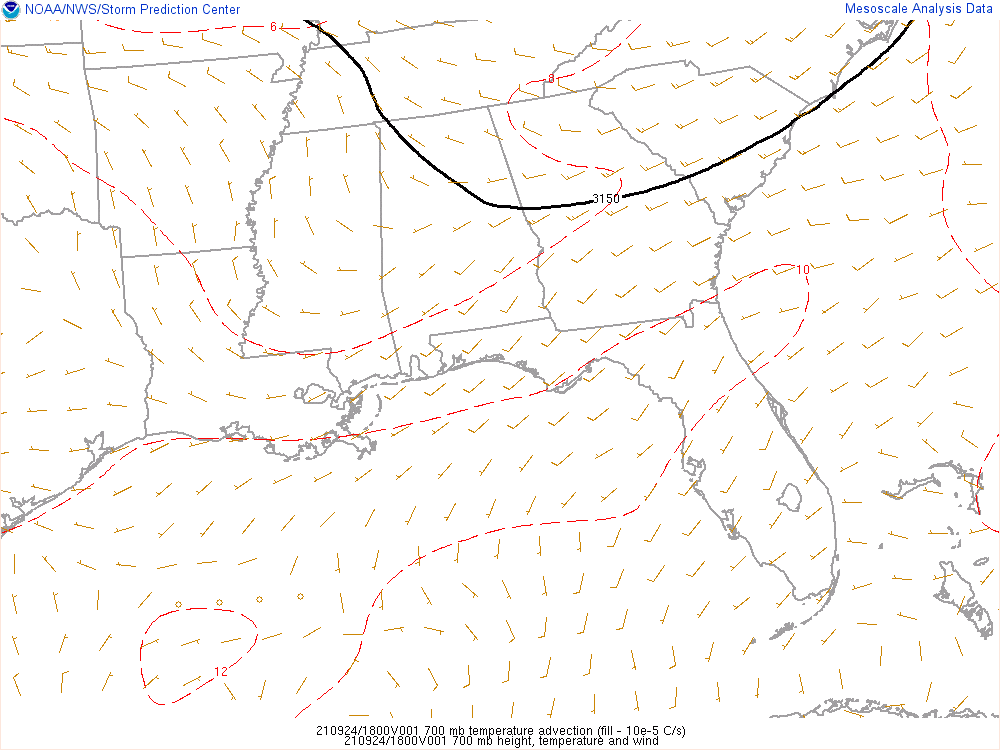 NOAA/NWS/Storm Prediction Center
Mesoscale Analysis Data
6
8
3150
10
12
210924/1800V001 700 mb temperature advection (fill - 10e-5 C/s)
210924/1800V001 700 mb height, temperature and wind